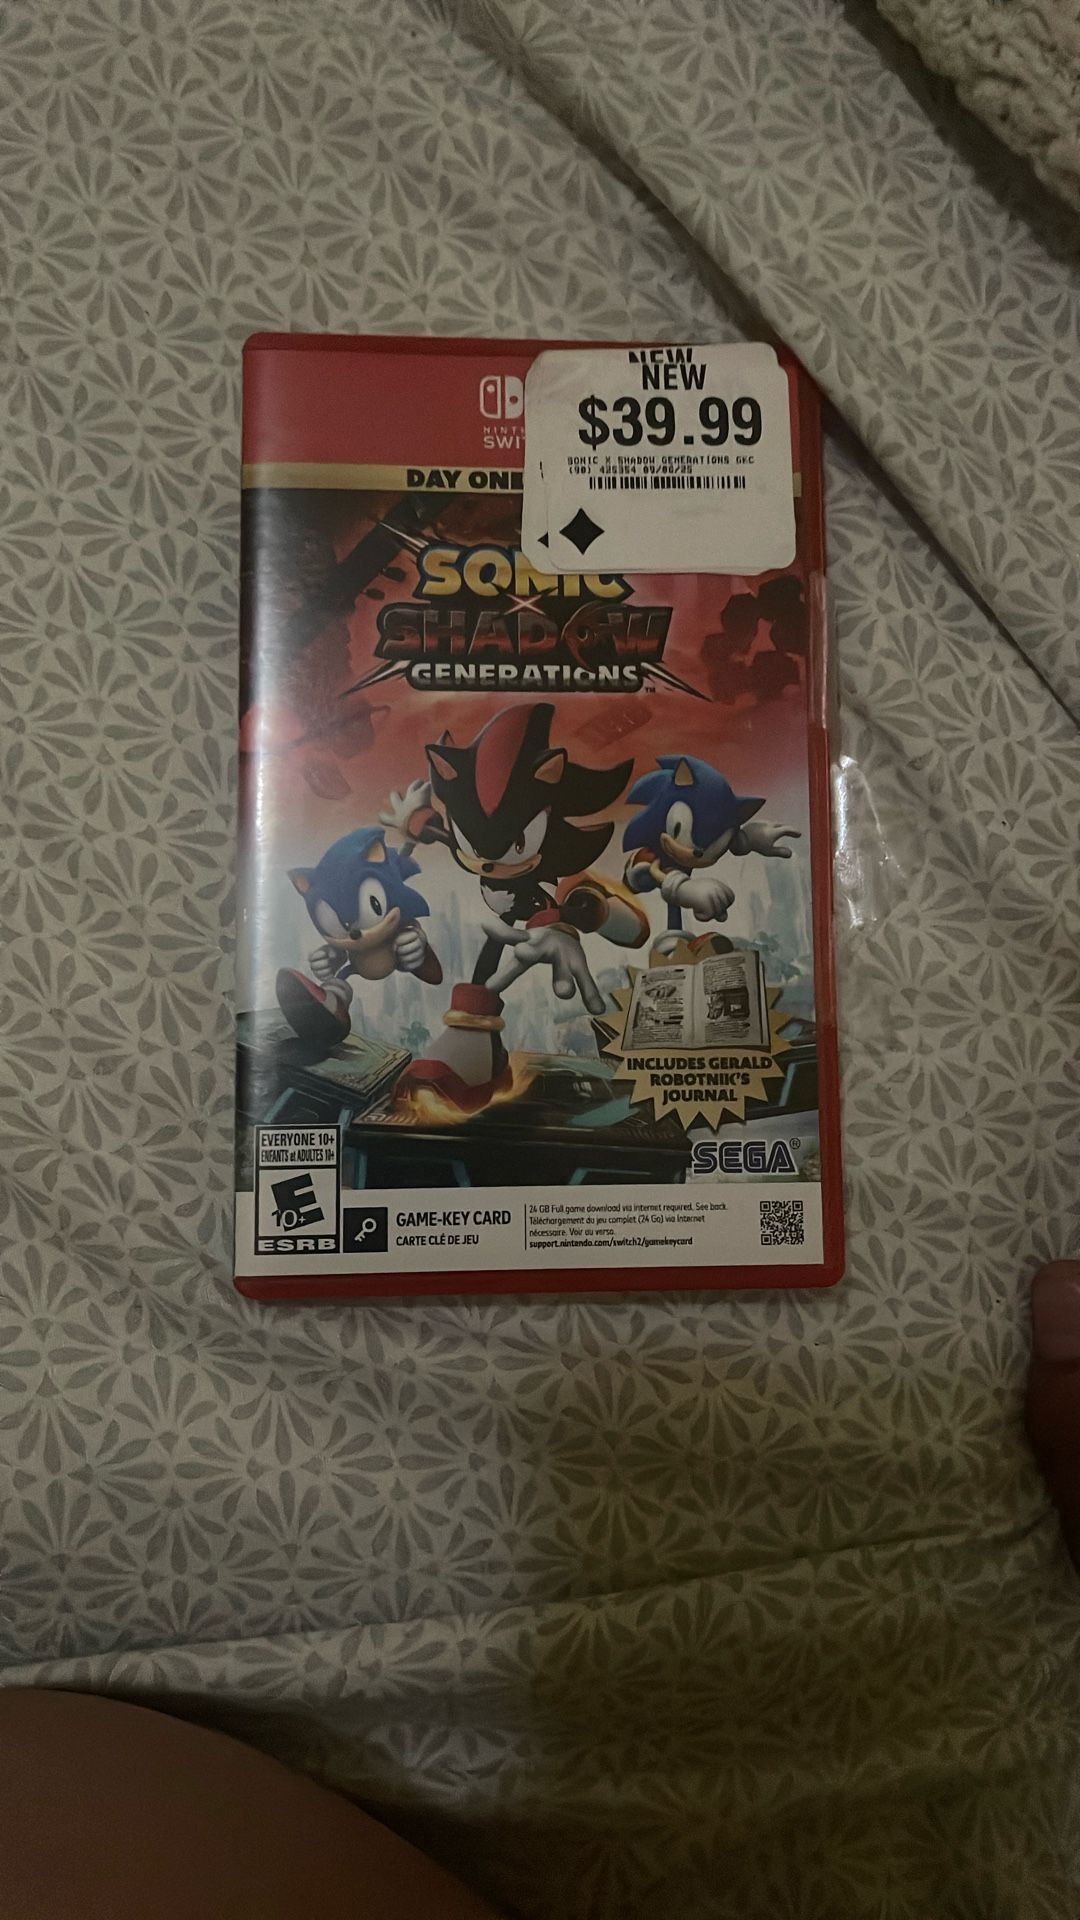 NEW
NEW
$39.99
SONIC X SHADOW GENERATIONS GKC
NINT
SWIT
DAY ONE
SONIC
X
SHADOW
GENERATIONS™
INCLUDES GERALD
ROBOTNIK'S
JOURNAL
SEGA®
EVERYONE 10+
ENFANTS et ADULTES 10+
E
10+
ESRB
GAME-KEY CARD
CARTE CLÉ DE JEU
24 GB Full game download via internet required. See back.
Téléchargement du jeu complet (24 Go) via Internet
nécessaire. Voir au verso.
support.nintendo.com/switch2/gamekeycard